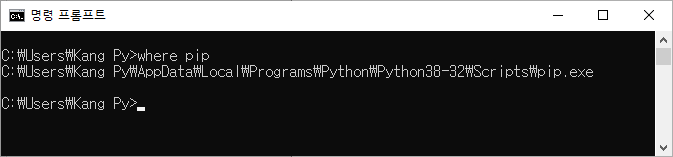 명령 프롬프트
C:₩Users₩Kang Py>where pip
C:₩Users₩Kang Py₩AppData₩Local₩Programs₩Python₩Python38-32₩Scripts₩pip.exe
C:₩Users₩Kang Py>